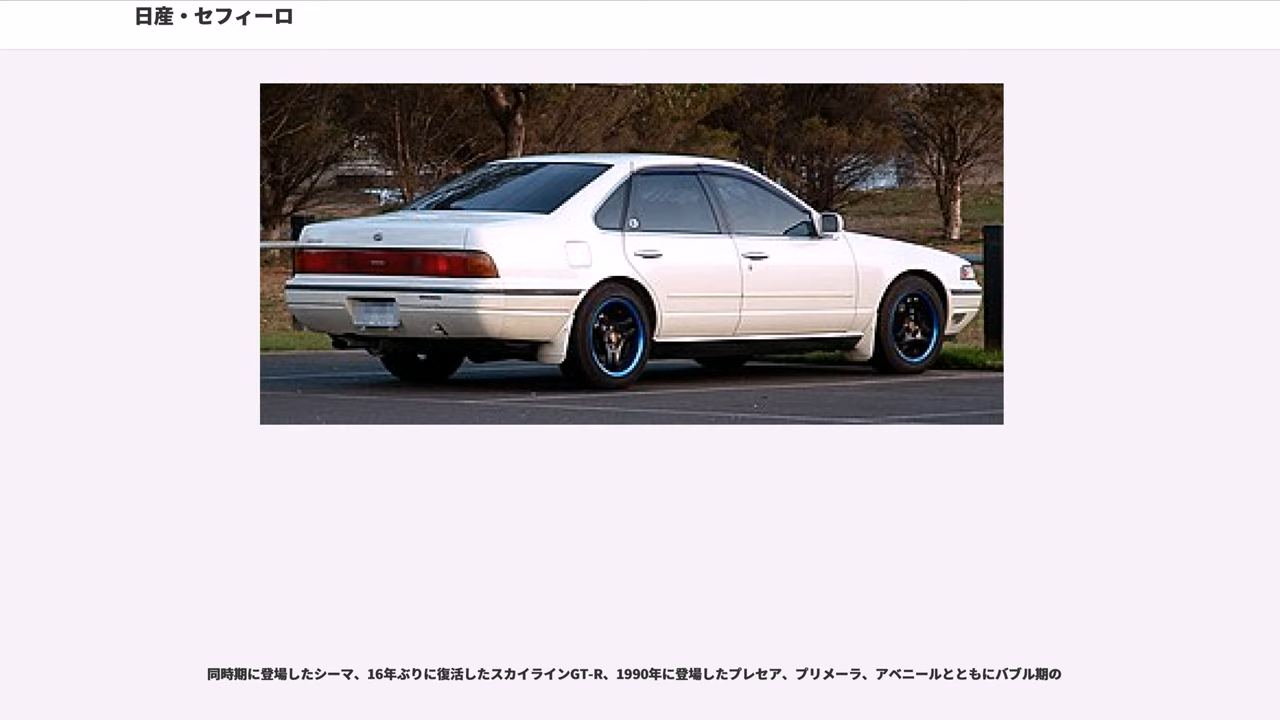 日産・セフィーロ
同時期に登場したシーマ、16年ぶりに復活したスカイラインGT-R、1990年に登場したプレセア、プリメーラ、アベニールとともにバブル期の